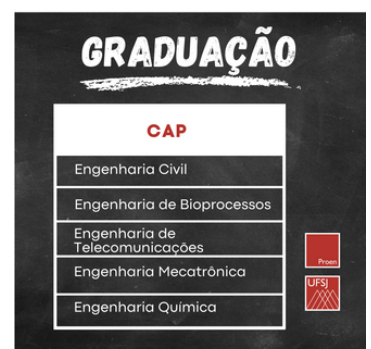 GRADUAÇÃO
CAP
Engenharia Civil
Engenharia de Bioprocessos
Engenharia de
Telecomunicações
Engenharia Mecatrônica
Engenharia Química
Proen
UFSJ